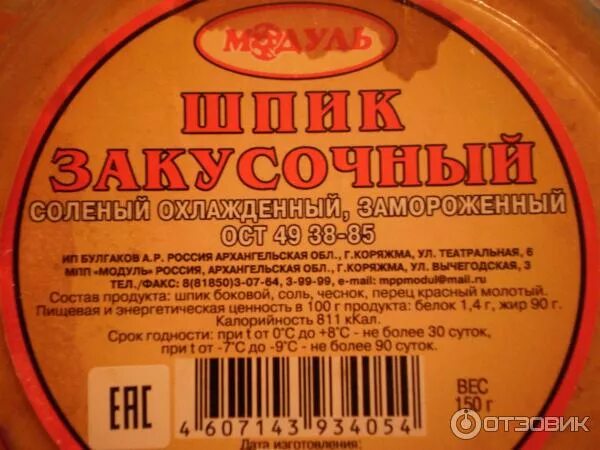 МОДУЛЬ
ШПИК
ЗАКУСОЧНЫЙ
СОЛЕНЫЙ ОХЛАЖДЕННЫЙ, ЗАМОРОЖЕННЫЙ
ОСТ 49 38-85
ИП БУЛГАКОВ А.Р. РОССИЯ АРХАНГЕЛЬСКАЯ ОБЛ., Г.КОРЯЖМА, УЛ. ТЕАТРАЛЬНАЯ, 6
МПП «МОДУЛЬ» РОССИЯ, АРХАНГЕЛЬСКАЯ ОБЛ., Г.КОРЯЖМА, УЛ. ВЫЧЕГОДСКАЯ, 3
ТЕЛ./ФАКС: 8(81850)3-07-64, 3-99-99, e-mail: mppmodul@mail.ru
Состав продукта: шпик боковой, соль, чеснок, перец красный молотый.
Пищевая и энергетическая ценность в 100 г продукта: белок 1,4 г, жир 90 г.
Калорийность 811 кКал.
Срок годности: при t от 0°С до +8°С - не более 30 суток,
при t от -7°С до -9°С - не более 90 суток.
ЕАС
4 607143 934054
ВЕС
150 г
Дата изготовления:
ОТЗОВИК